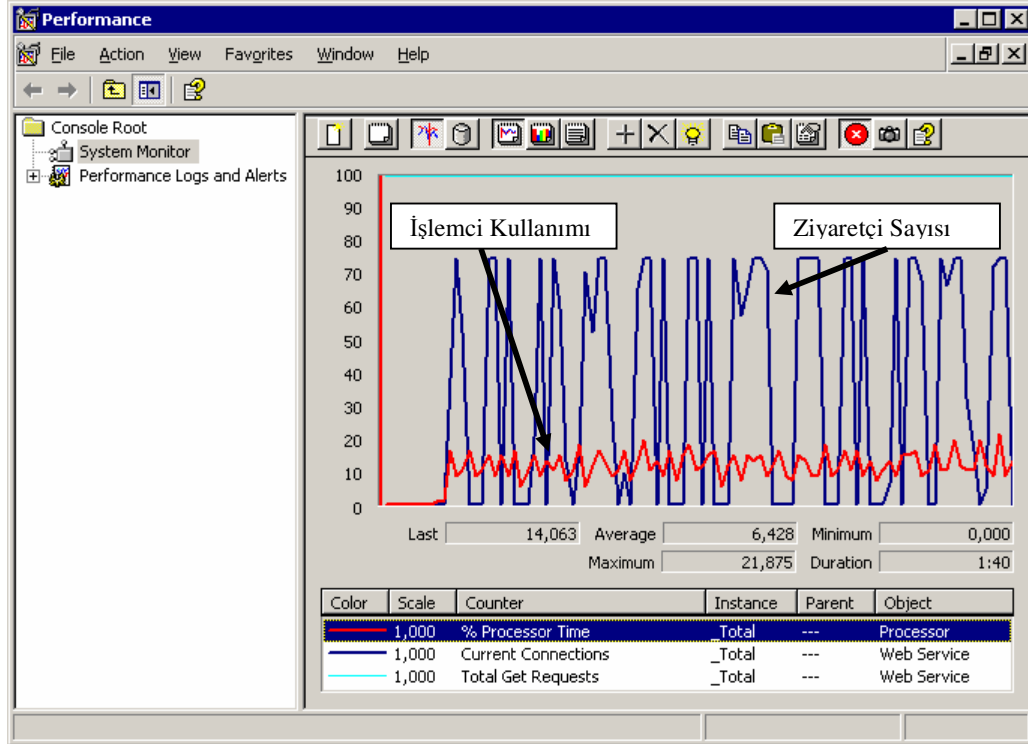 Performance
File Action View Favorites Window Help
Console Root
System Monitor
Performance Logs and Alerts
100
90
80
70
60
50
40
30
20
10
0
İşlemci Kullanımı
Ziyaretçi Sayısı
Last 14,063 Average 6,428 Minimum 0,000
Maximum 21,875 Duration 1:40
Color Scale Counter Instance Parent Object
1,000 % Processor Time _Total --- Processor
1,000 Current Connections _Total --- Web Service
1,000 Total Get Requests _Total --- Web Service